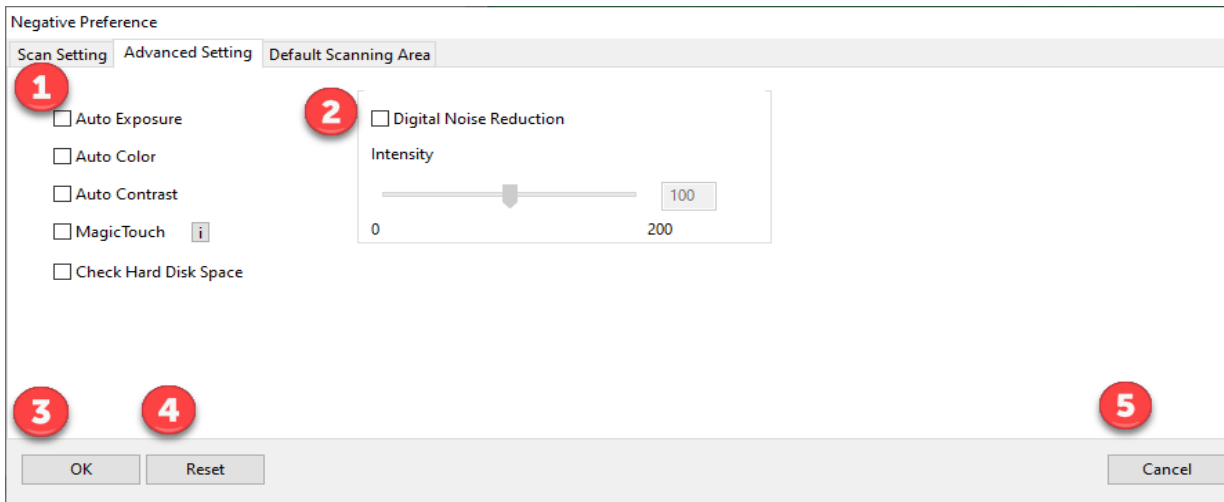 Negative Preference
Scan Setting Advanced Setting Default Scanning Area
1
2
Auto Exposure
Digital Noise Reduction
Auto Color
Intensity
Auto Contrast
100
MagicTouch i
0 200
Check Hard Disk Space
3 4 5
OK Reset Cancel